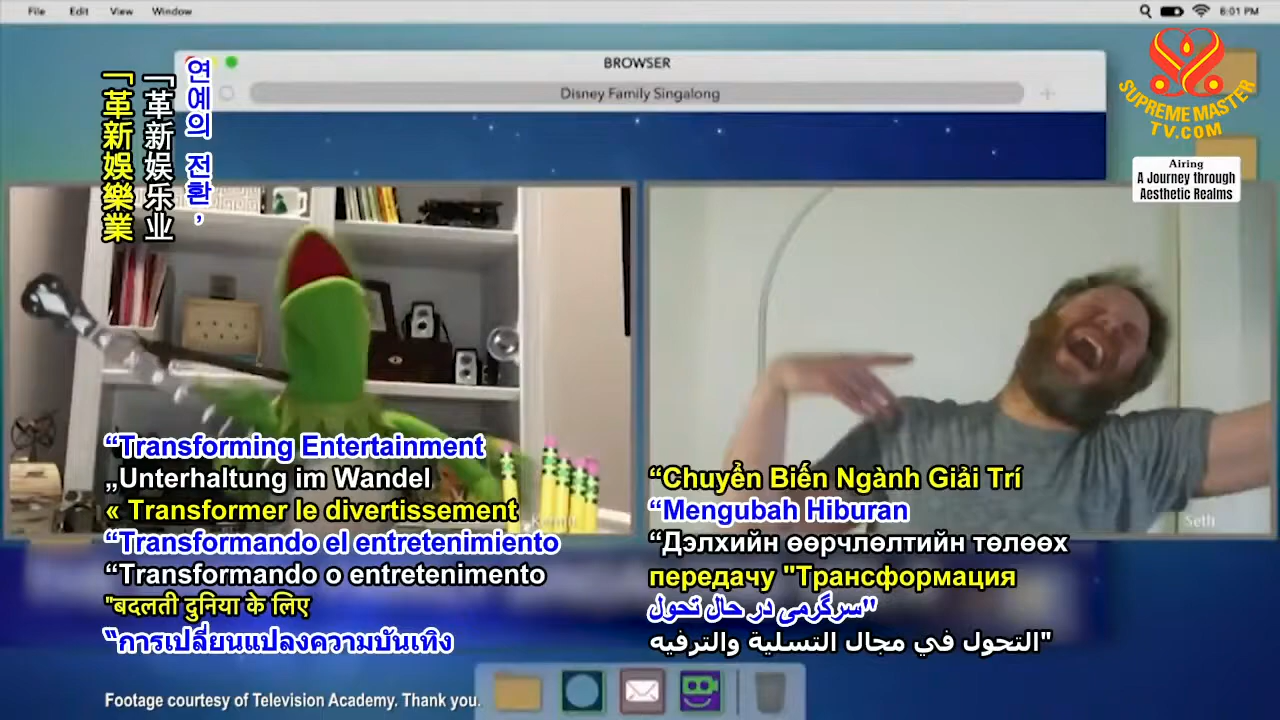 File Edit View Window
6:01 PM
BROWSER
Disney Family Singalong
SUPREME MASTER
TV.COM
Airing
A Journey through
Aesthetic Realms
연예의 전환,
「革新娱乐业
「革新娛樂業
“Transforming Entertainment
„Unterhaltung im Wandel
« Transformer le divertissement
“Transformando el entretenimiento
“Transformando o entretenimento
"बदलती दुनिया के लिए
“การเปลี่ยนแปลงความบันเทิง
“Chuyển Biến Ngành Giải Trí
“Mengubah Hiburan
“Дэлхийн өөрчлөлтийн төлөөх
передачу "Трансформация
"سرگرمی در حال تحول
"التحول في مجال التسلية والترفيه
Kermit
Seth
Footage courtesy of Television Academy. Thank you.